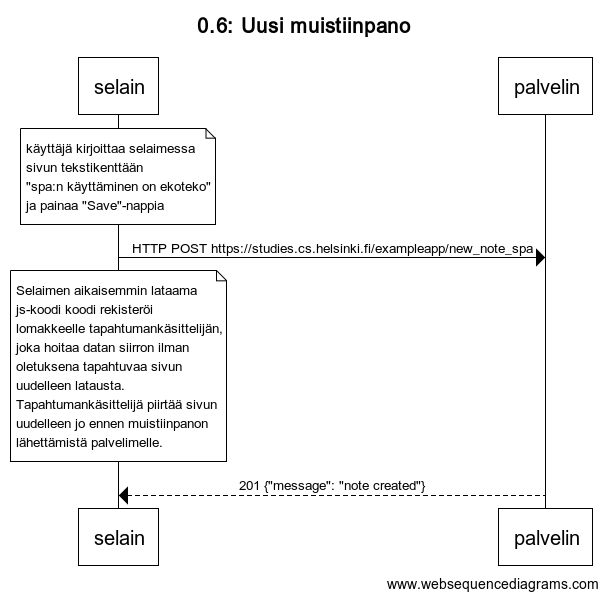 0.6: Uusi muistiinpano
selain
palvelin
käyttäjä kirjoittaa selaimessa
sivun tekstikenttään
"spa:n käyttäminen on ekoteko"
ja painaa "Save"-nappia
HTTP POST https://studies.cs.helsinki.fi/exampleapp/new_note_spa
Selaimen aikaisemmin lataama
js-koodi koodi rekisteröi
lomakkeelle tapahtumankäsittelijän,
joka hoitaa datan siirron ilman
oletuksena tapahtuvaa sivun
uudelleen latausta.
Tapahtumankäsittelijä piirtää sivun
uudelleen jo ennen muistiinpanon
lähettämistä palvelimelle.
201 {"message": "note created"}
selain
palvelin
www.websequencediagrams.com